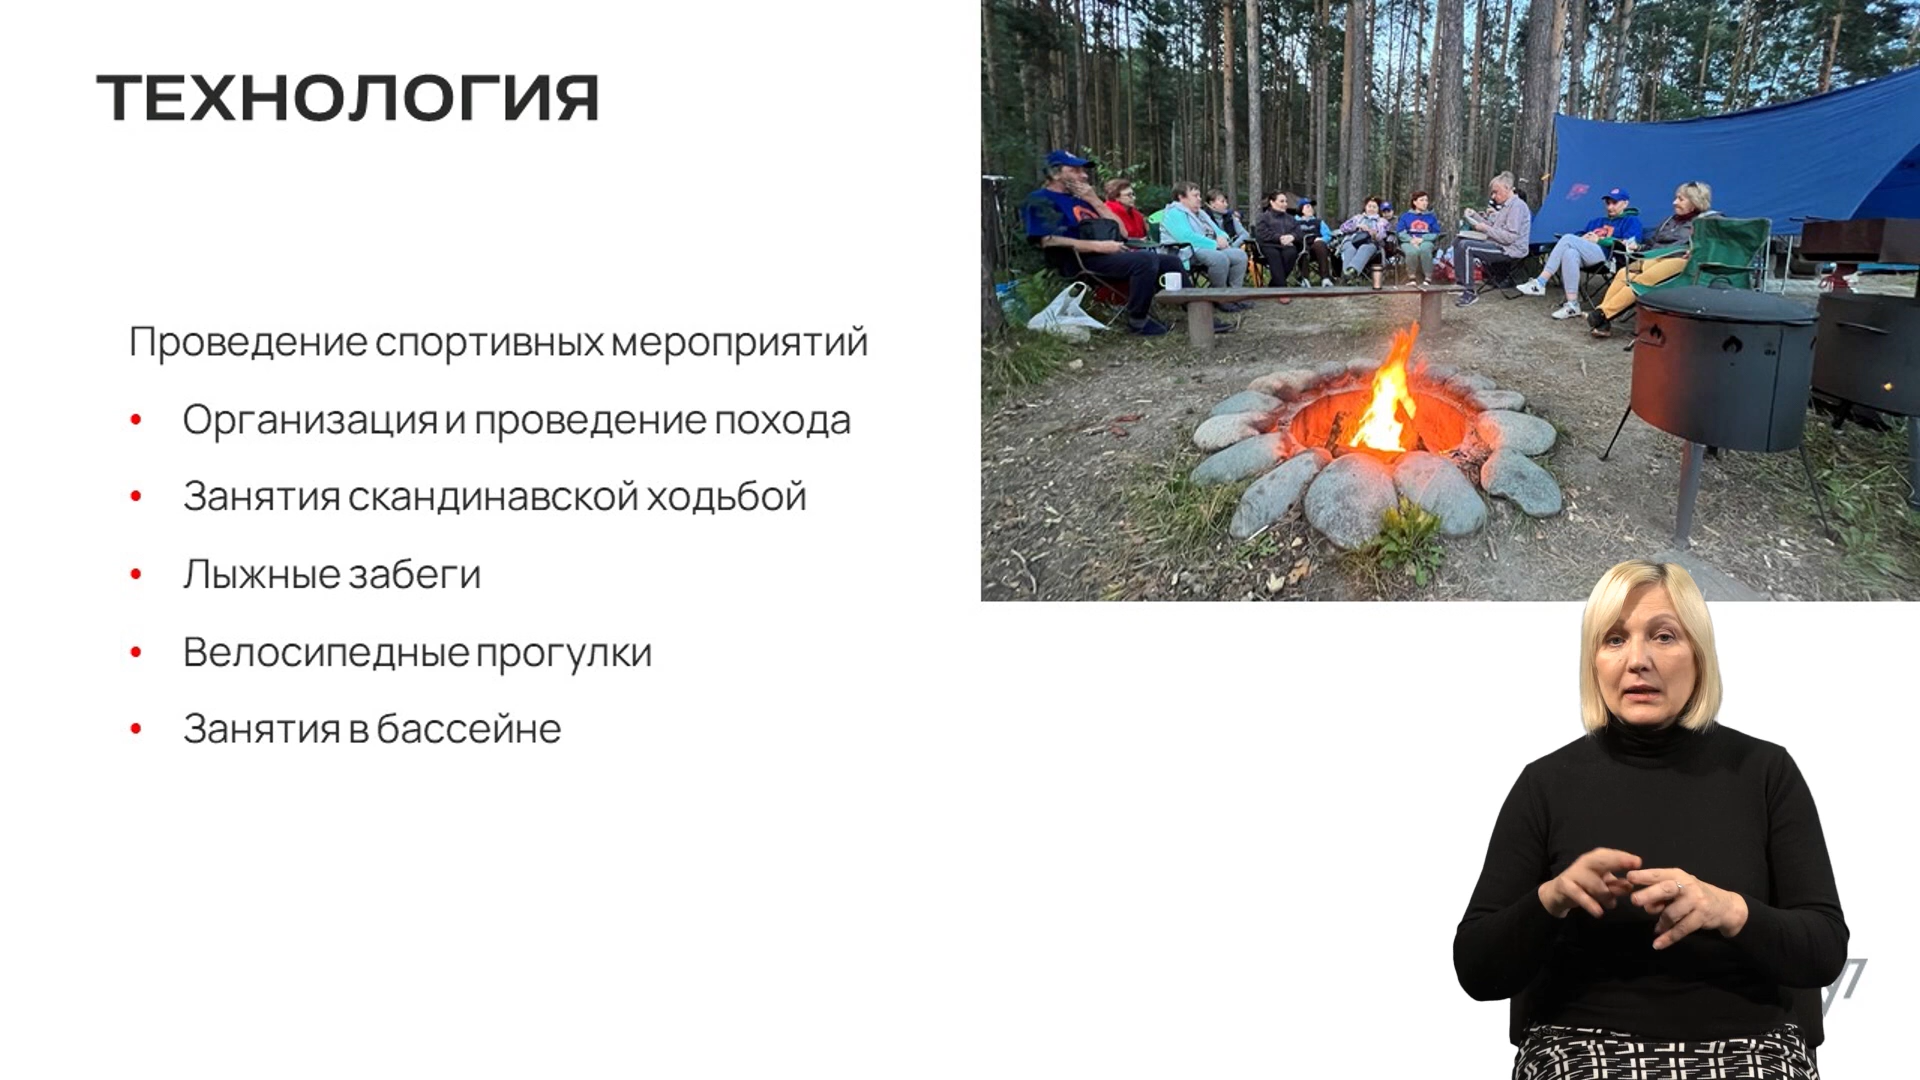 ТЕХНОЛОГИЯ
Проведение спортивных мероприятий
• Организация и проведение похода
• Занятия скандинавской ходьбой
• Лыжные забеги
• Велосипедные прогулки
• Занятия в бассейне